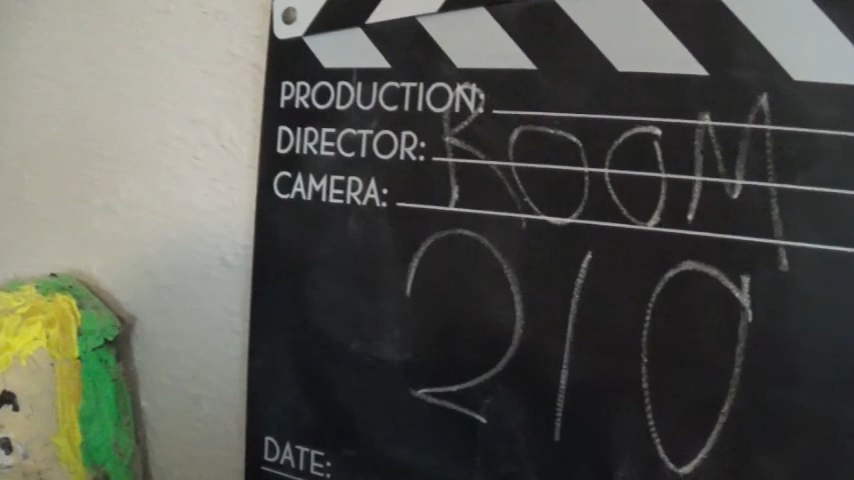 PRODUCTION:
DIRECTOR:
CAMERA:
ROOM
210
DATE: